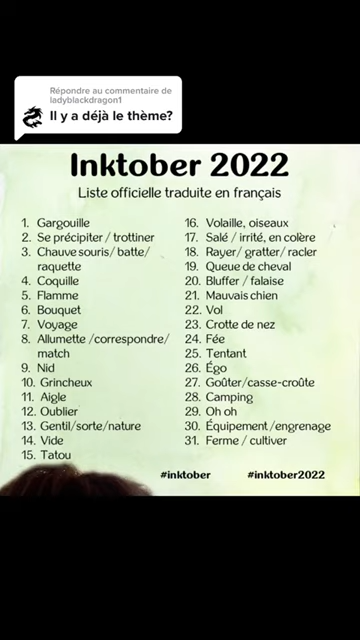 Répondre au commentaire de
ladyblackdragon1
Il y a déjà le thème?
Inktober 2022
Liste officielle traduite en français
1. Gargouille
2. Se précipiter / trottiner
3. Chauve souris / batte/
raquette
4. Coquille
5. Flamme
6. Bouquet
7. Voyage
8. Allumette /correspondre/
match
9. Nid
10. Grincheux
11. Aigle
12. Oublier
13. Gentil/sorte/nature
14. Vide
15. Tatou
16. Volaille, oiseaux
17. Salé / irrité, en colère
18. Rayer/ gratter/ racler
19. Queue de cheval
20. Bluffer / falaise
21. Mauvais chien
22. Vol
23. Crotte de nez
24. Fée
25. Tentant
26. Égo
27. Goûter/casse-croûte
28. Camping
29. Oh oh
30. Équipement /engrenage
31. Ferme / cultiver
#inktober #inktober2022